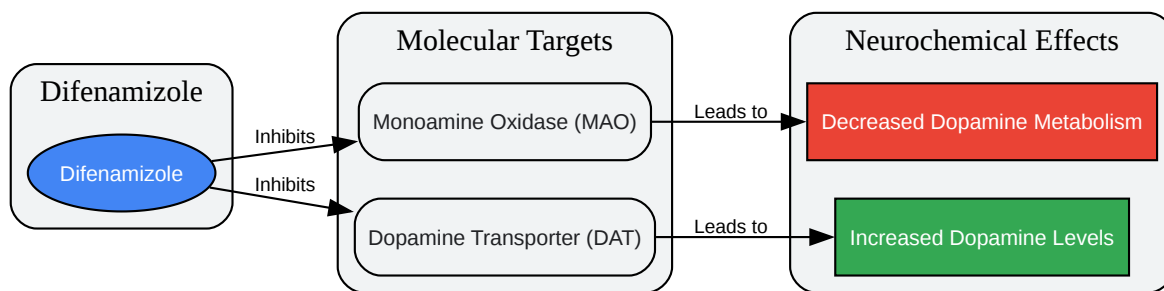 Difenamizole
Difenamizole
Inhibits
Inhibits
Molecular Targets
Monoamine Oxidase (MAO)
Dopamine Transporter (DAT)
Leads to
Leads to
Neurochemical Effects
Decreased Dopamine Metabolism
Increased Dopamine Levels